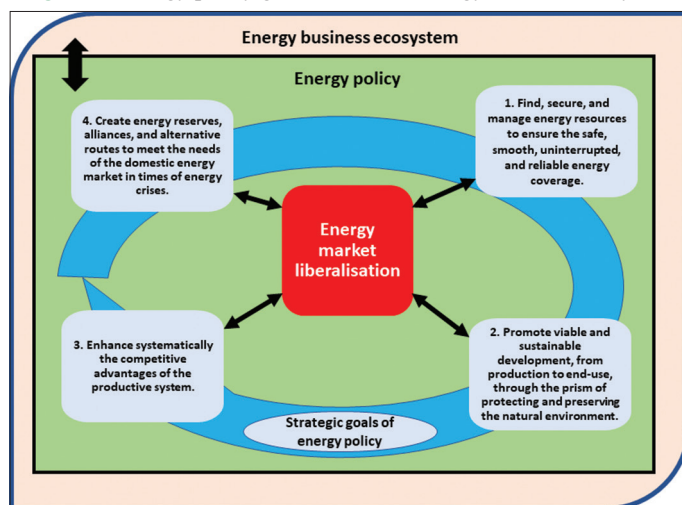 Energy business ecosystem
Energy policy
4. Create energy reserves,
alliances, and alternative
routes to meet the needs
of the domestic energy
market in times of energy
crises.
1. Find, secure, and
manage energy resources
to ensure the safe,
smooth, uninterrupted,
and reliable energy
coverage.
Energy
market
liberalisation
3. Enhance systematically
the competitive
advantages of the
productive system.
2. Promote viable and
sustainable
development, from
production to end-use,
through the prism of
protecting and preserving
the natural environment.
Strategic goals of
energy policy